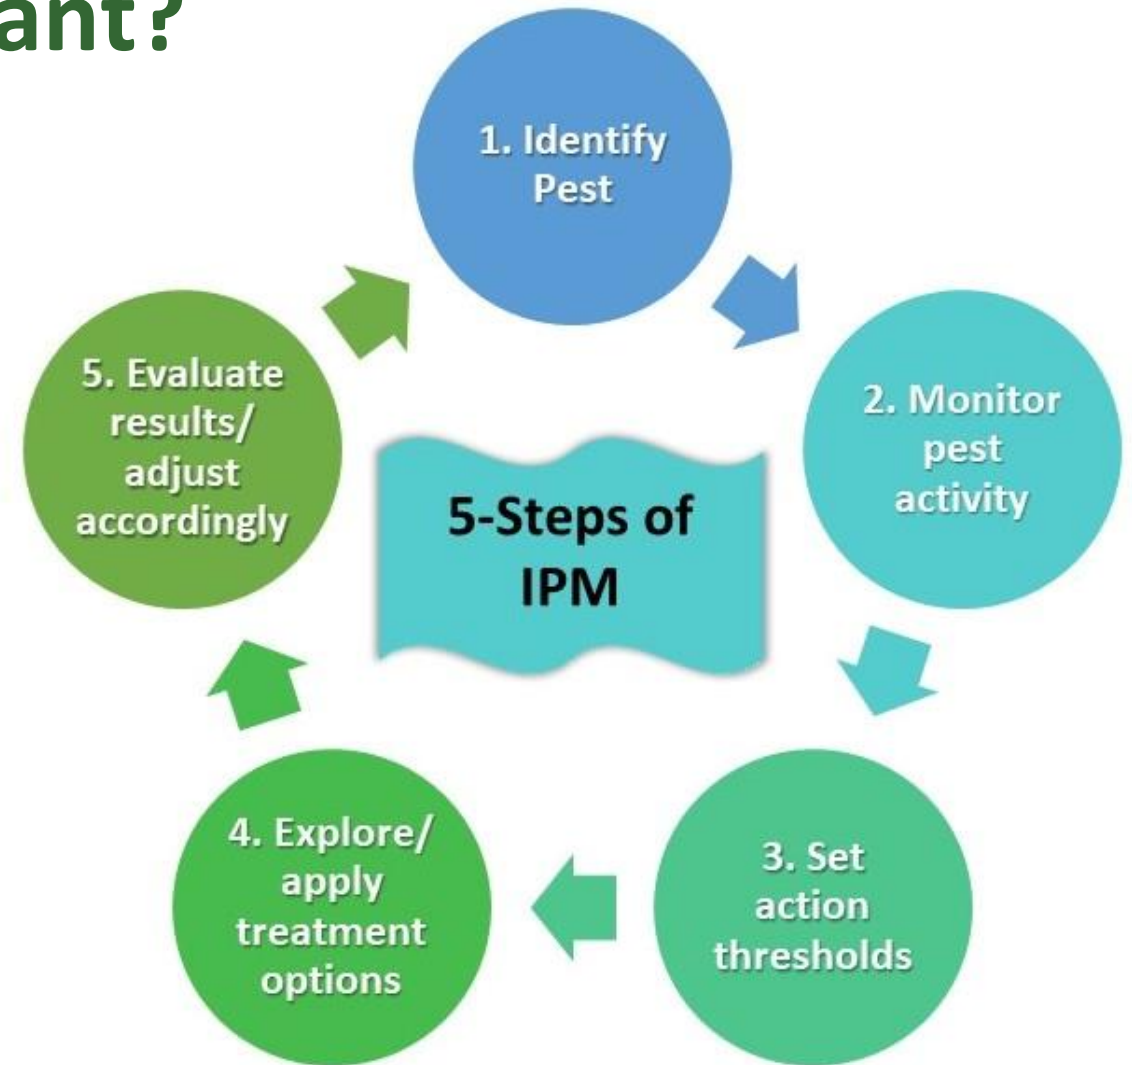 ant?
1. Identify
Pest
2. Monitor
pest
activity
3. Set
action
thresholds
4. Explore/
apply
treatment
options
5. Evaluate
results/
adjust
accordingly
5-Steps of
IPM